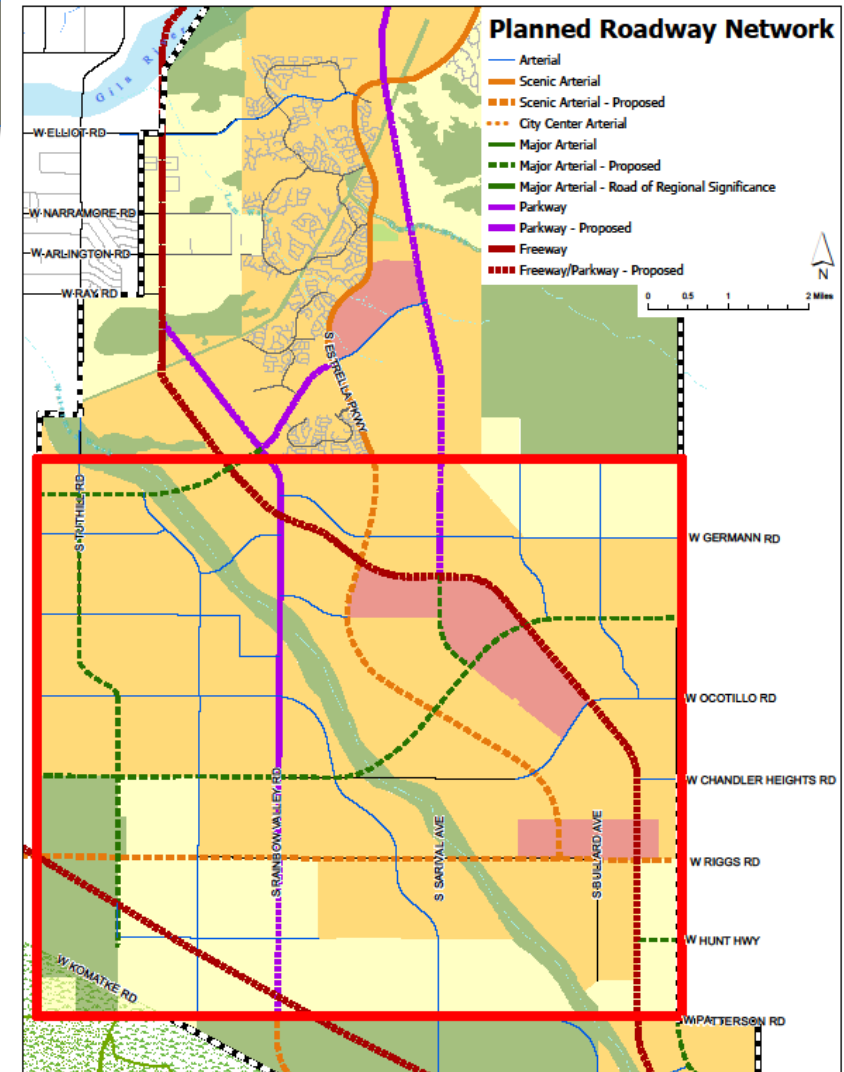 Planned Roadway Network
Arterial
Scenic Arterial
Scenic Arterial - Proposed
City Center Arterial
Major Arterial
Major Arterial - Proposed
Major Arterial - Road of Regional Significance
Parkway
Parkway - Proposed
Freeway
Freeway/Parkway - Proposed
N
0 0.5 1 2 Miles
Gila River
W ELLIOT RD
W NARRAMORE RD
W ARLINGTON RD
W RAY RD
S ESTRELLA PKWY
S TUTHILL RD
W GERMANN RD
W OCOTILLO RD
W CHANDLER HEIGHTS RD
S RAINBOW VALLEY RD
S SARIVAL AVE
S BULLARD AVE
W RIGGS RD
W HUNT HWY
W KOMATKE RD
W PATTERSON RD